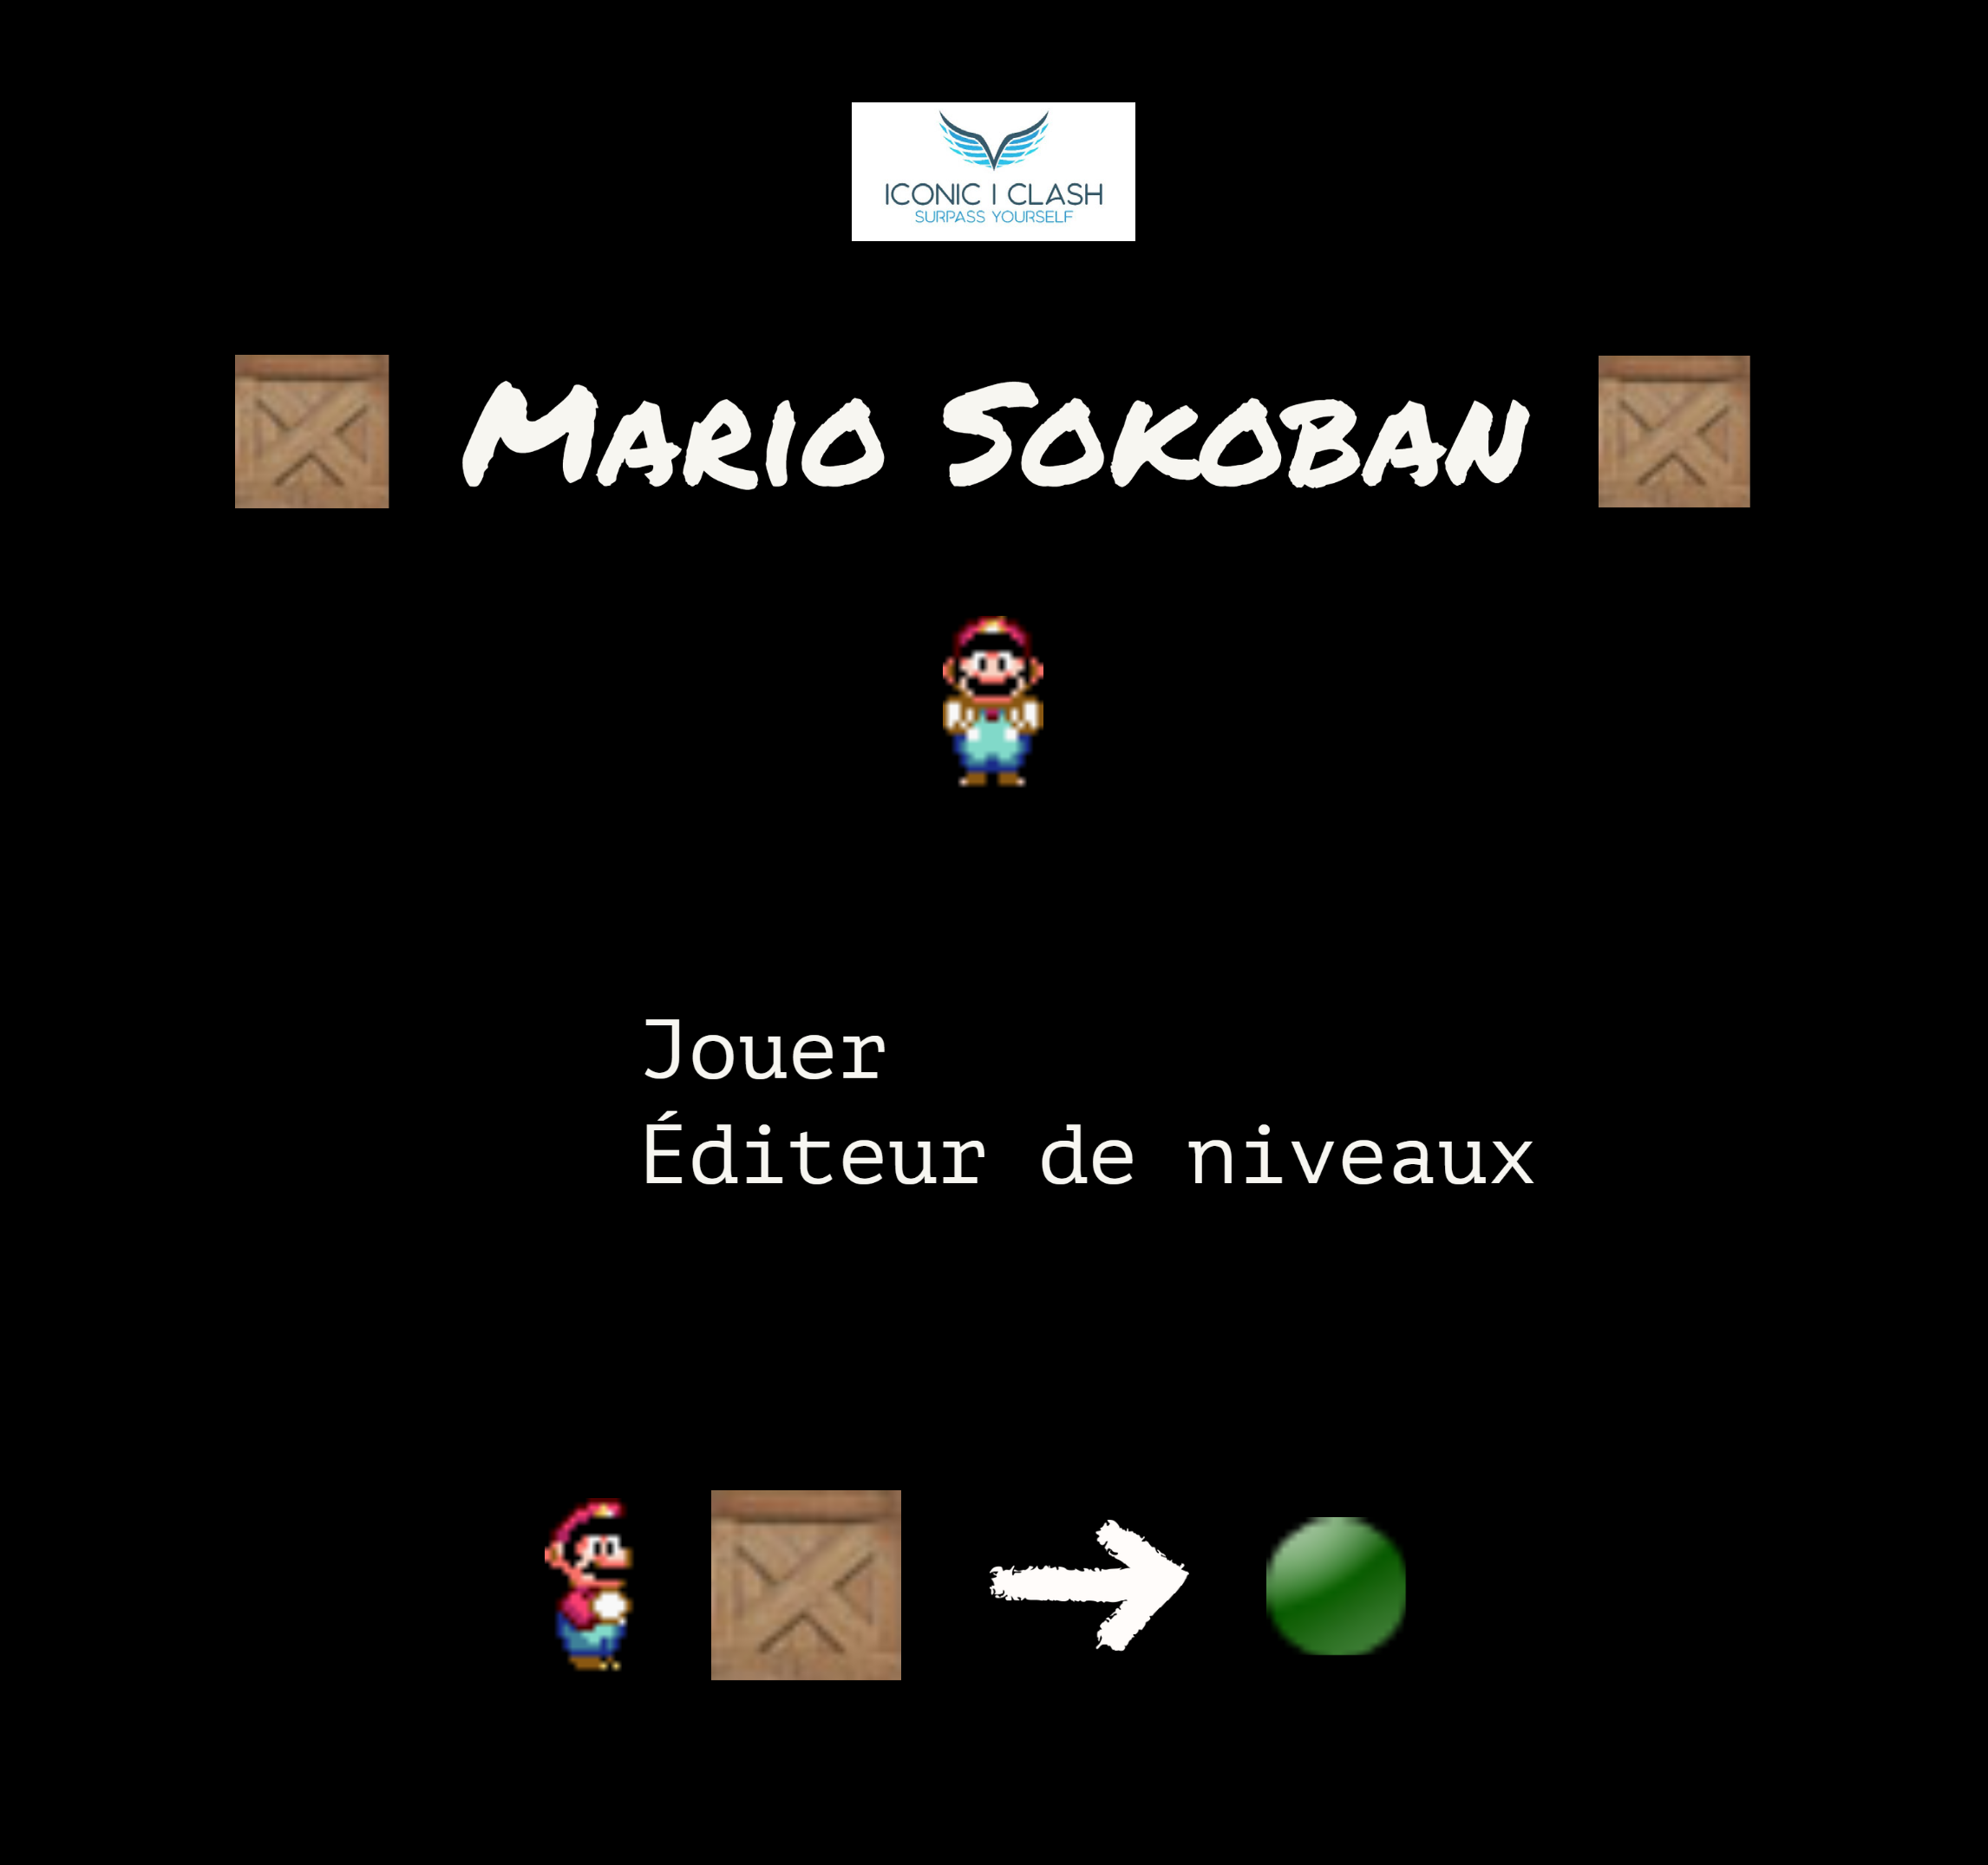 ICONIC | CLASH
SURPASS YOURSELF
Mario Sokoban
Jouer
Éditeur de niveaux